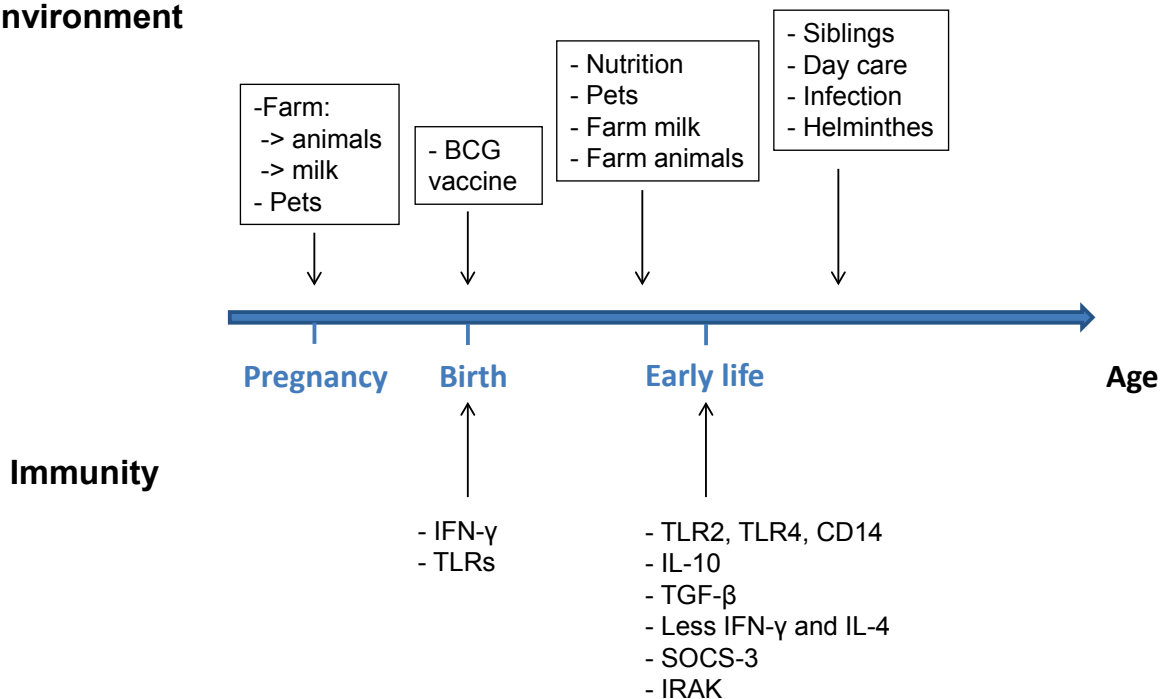 nvironment
-Farm:
-> animals
-> milk
- Pets
- BCG
vaccine
- Nutrition
- Pets
- Farm milk
- Farm animals
- Siblings
- Day care
- Infection
- Helminthes
Pregnancy
Birth
Early life
Age
Immunity
- IFN-γ
- TLRs
- TLR2, TLR4, CD14
- IL-10
- TGF-β
- Less IFN-γ and IL-4
- SOCS-3
- IRAK